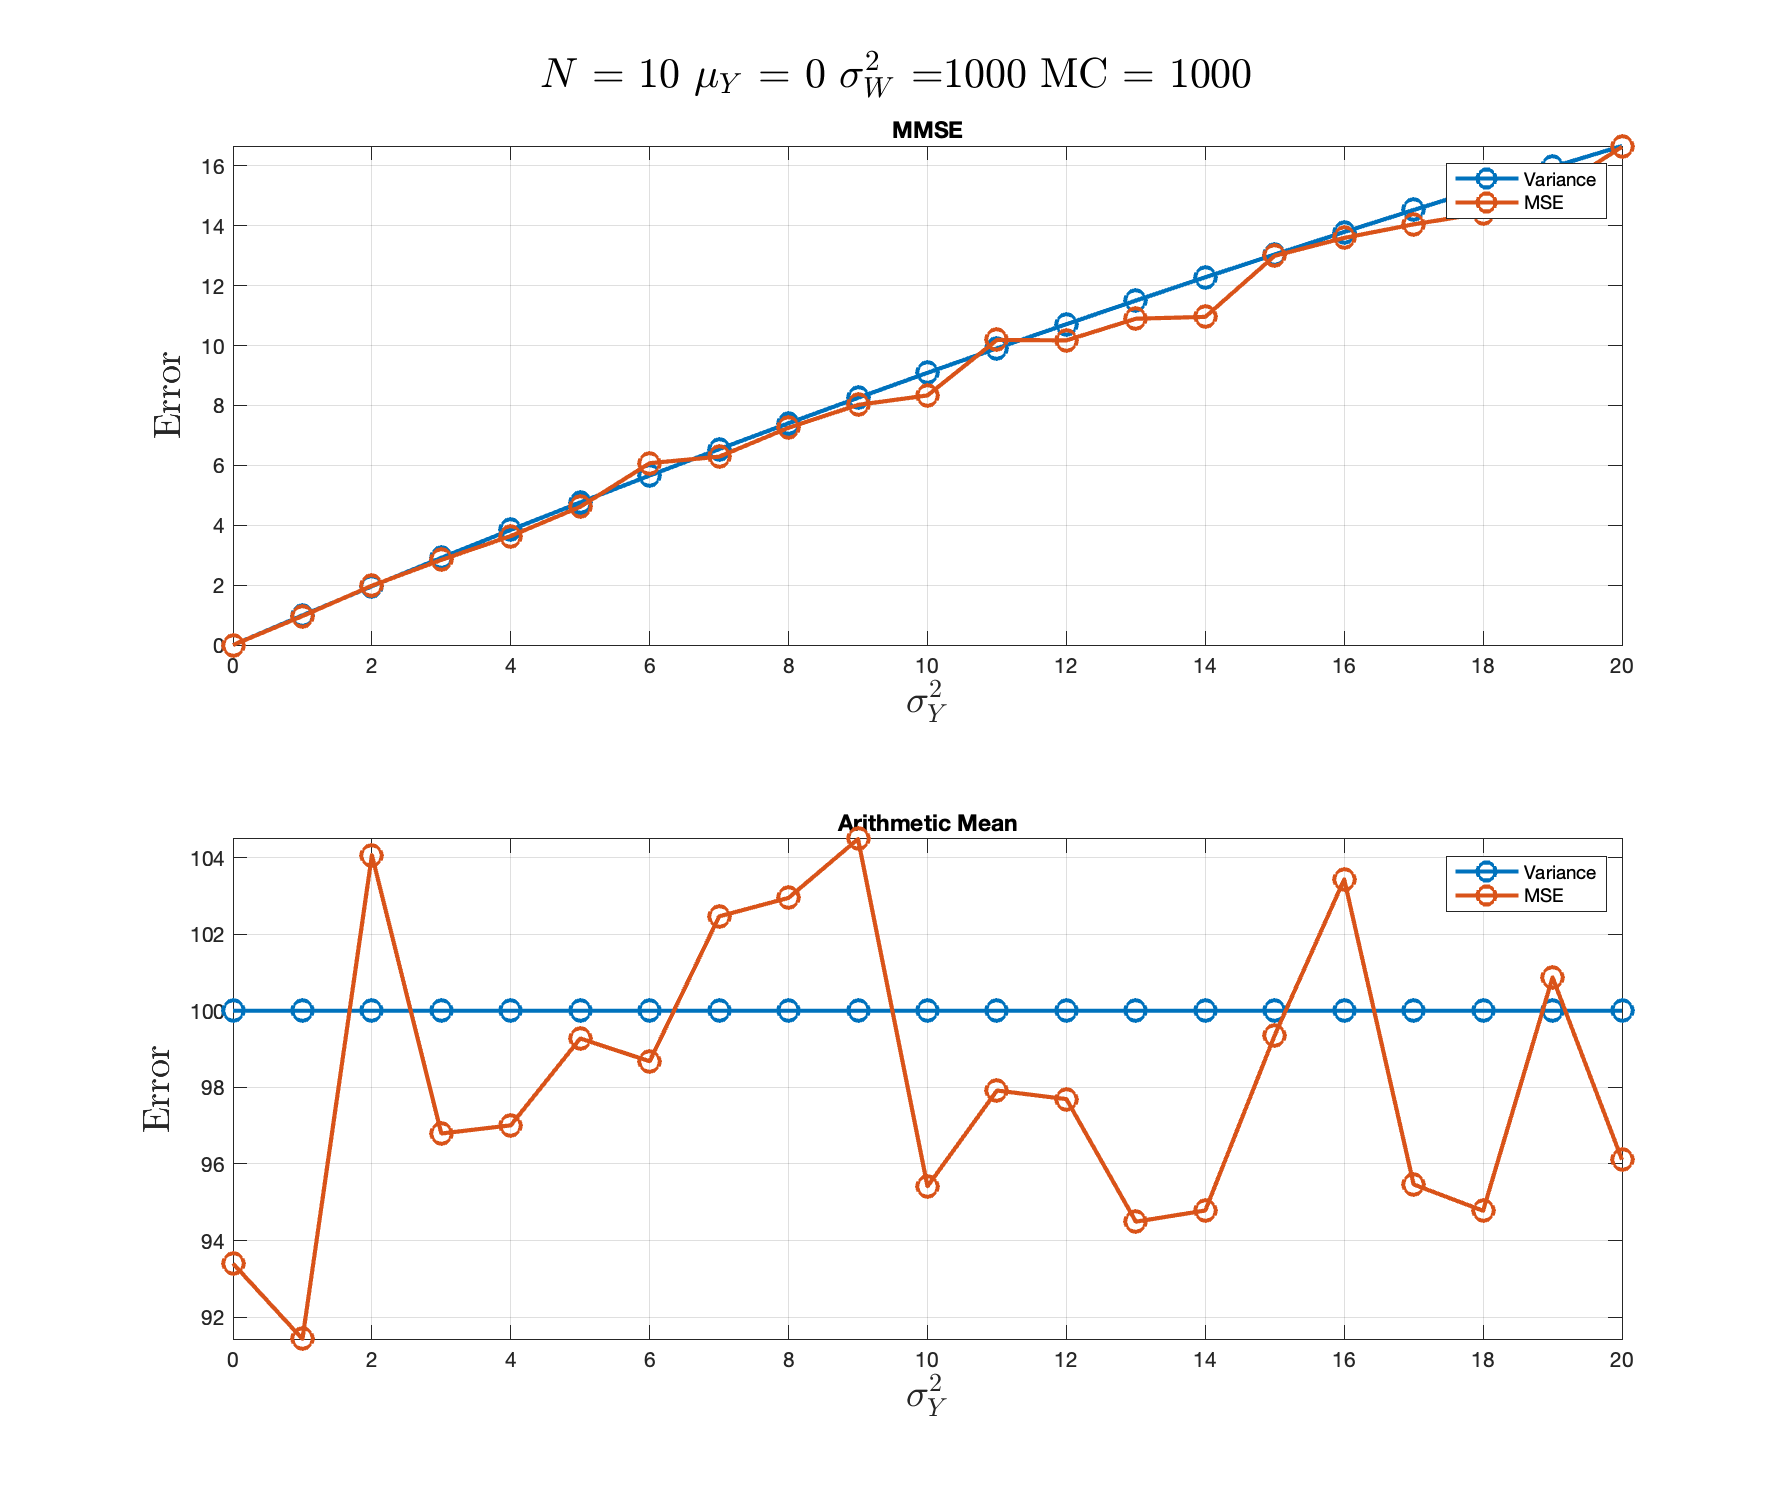 N = 10 μ_Y = 0 σ_W^2 =1000 MC = 1000
MMSE
16
14
12
10
8
6
4
2
0
Error
Variance
MSE
0 2 4 6 8 10 12 14 16 18 20
σ_Y^2
Arithmetic Mean
104
102
100
98
96
94
92
Error
Variance
MSE
0 2 4 6 8 10 12 14 16 18 20
σ_Y^2